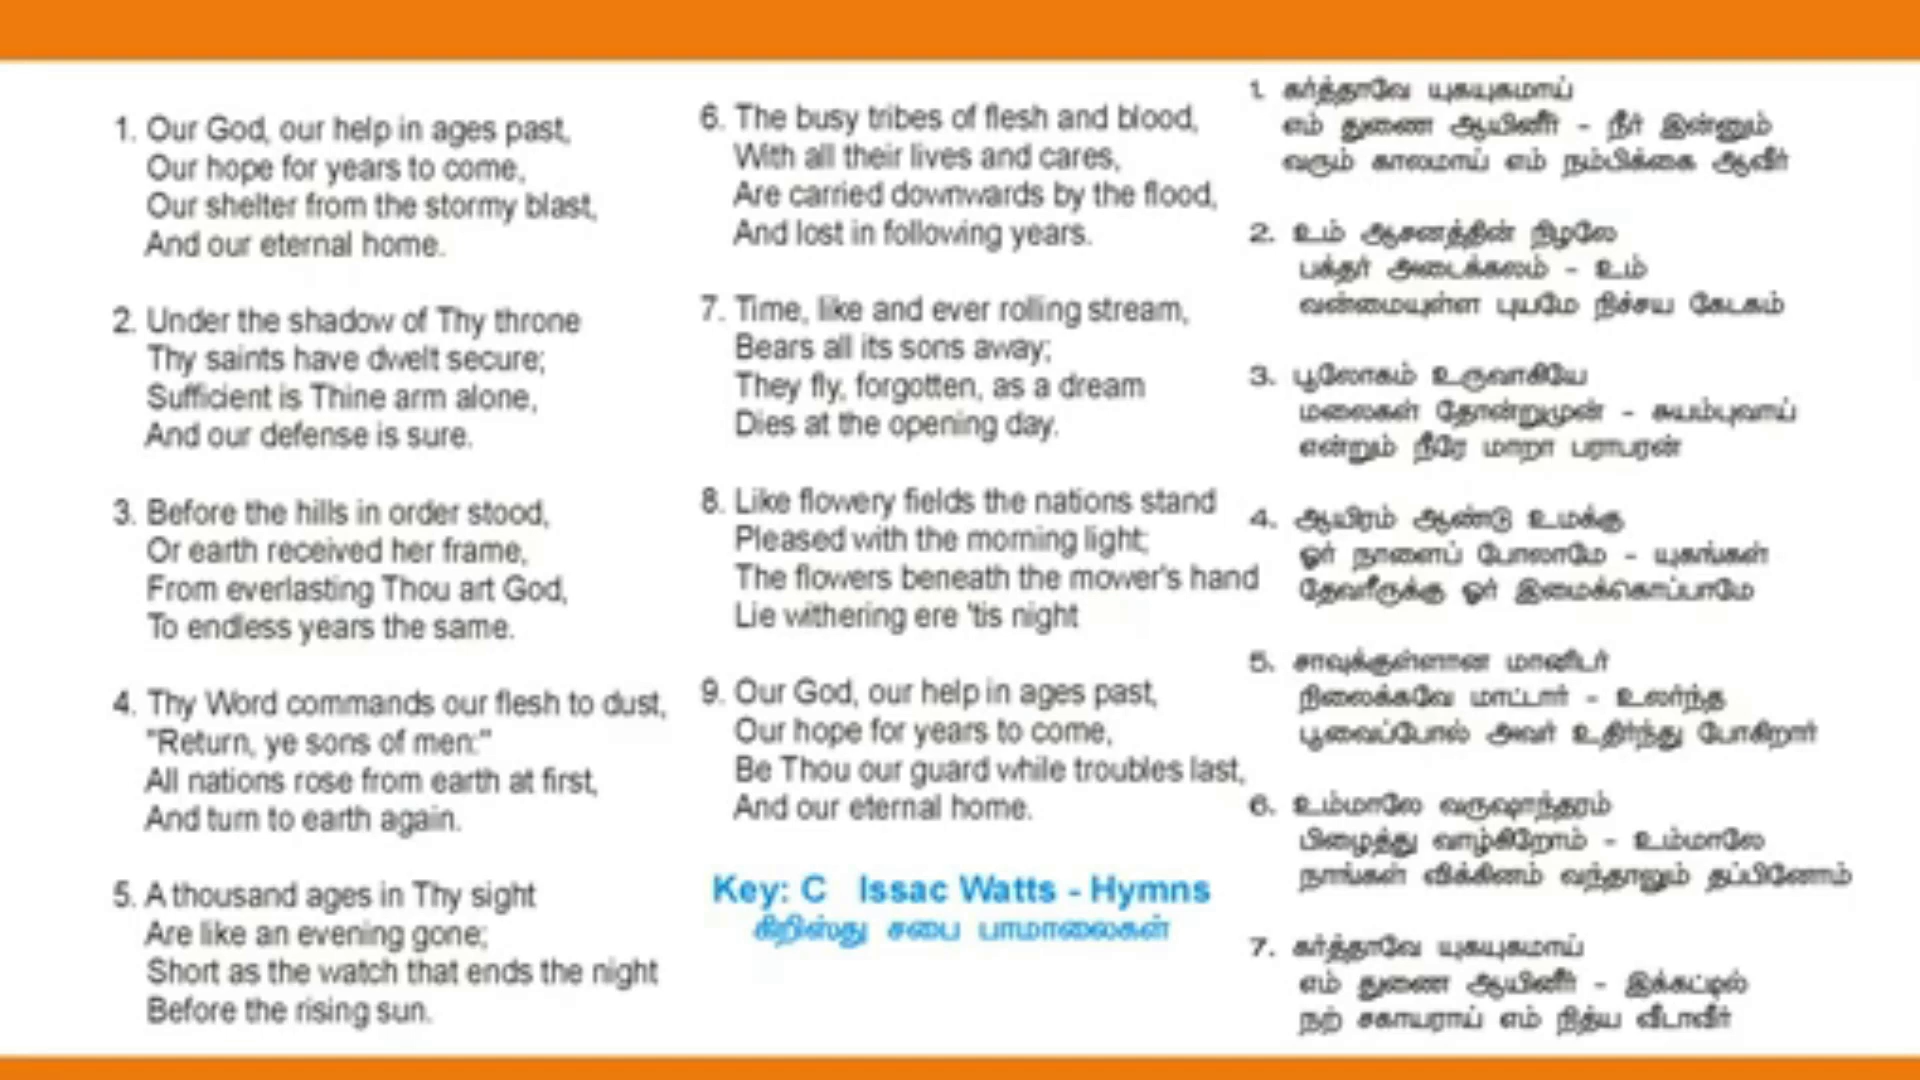 1. Our God, our help in ages past,
Our hope for years to come,
Our shelter from the stormy blast,
And our eternal home.
2. Under the shadow of Thy throne
Thy saints have dwelt secure;
Sufficient is Thine arm alone,
And our defense is sure.
3. Before the hills in order stood,
Or earth received her frame,
From everlasting Thou art God,
To endless years the same.
4. Thy Word commands our flesh to dust,
"Return, ye sons of men:"
All nations rose from earth at first,
And turn to earth again.
5. A thousand ages in Thy sight
Are like an evening gone;
Short as the watch that ends the night
Before the rising sun.
6. The busy tribes of flesh and blood,
With all their lives and cares,
Are carried downwards by the flood,
And lost in following years.
7. Time, like and ever rolling stream,
Bears all its sons away;
They fly, forgotten, as a dream
Dies at the opening day.
8. Like flowery fields the nations stand
Pleased with the morning light;
The flowers beneath the mower's hand
Lie withering ere 'tis night
9. Our God, our help in ages past,
Our hope for years to come,
Be Thou our guard while troubles last,
And our eternal home.
Key: C Issac Watts - Hymns
கிறிஸ்து சபை பாமாலைகள்
1. கர்த்தாவே யுகயுகமாய்
எம் துணை ஆயினீர் - நீர் இன்னும்
வரும் காலமாய் எம் நம்பிக்கை ஆவீர்
2. உம் ஆசனத்தின் நிழலே
பக்தர் அடைக்கலம் - உம்
வன்மையுள்ள புயமே நிச்சய கேடகம்
3. பூலோகம் உருவாகியே
மலைகள் தோன்றுமுன் - சுயம்புவாய்
என்றும் நீரே மாறா பராபரன்
4. ஆயிரம் ஆண்டு உமக்கு
ஓர் நாளைப் போலாமே - யுகங்கள்
தேவரீருக்கு ஓர் இமைக்கொப்பாமே
5. சாவுக்குள்ளான மானிடர்
நிலைக்கவே மாட்டார் - உலர்ந்த
பூவைப்போல் அவர் உதிர்ந்து போகிறார்
6. உம்மாலே வருஷாந்தரம்
பிழைத்து வாழ்கிறோம் - உம்மாலே
நாங்கள் விக்கினம் வந்தாலும் தப்பினோம்
7. கர்த்தாவே யுகயுகமாய்
எம் துணை ஆயினீர் - இக்கட்டில்
நற் சகாயராய் எம் நித்ய வீடாவீர்